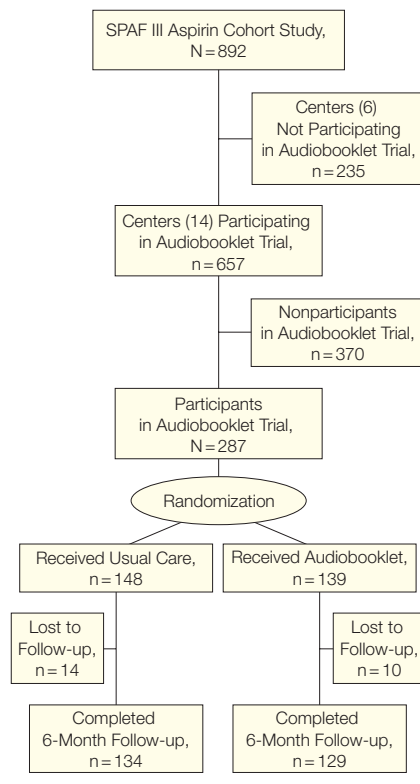 SPAF III Aspirin Cohort Study,
N = 892
Centers (6)
Not Participating
in Audiobooklet Trial,
n = 235
Centers (14) Participating
in Audiobooklet Trial,
n = 657
Nonparticipants
in Audiobooklet Trial,
n = 370
Participants
in Audiobooklet Trial,
N = 287
Randomization
Received Usual Care,
n = 148
Received Audiobooklet,
n = 139
Lost to
Follow-up,
n = 14
Lost to
Follow-up,
n = 10
Completed
6-Month Follow-up,
n = 134
Completed
6-Month Follow-up,
n = 129